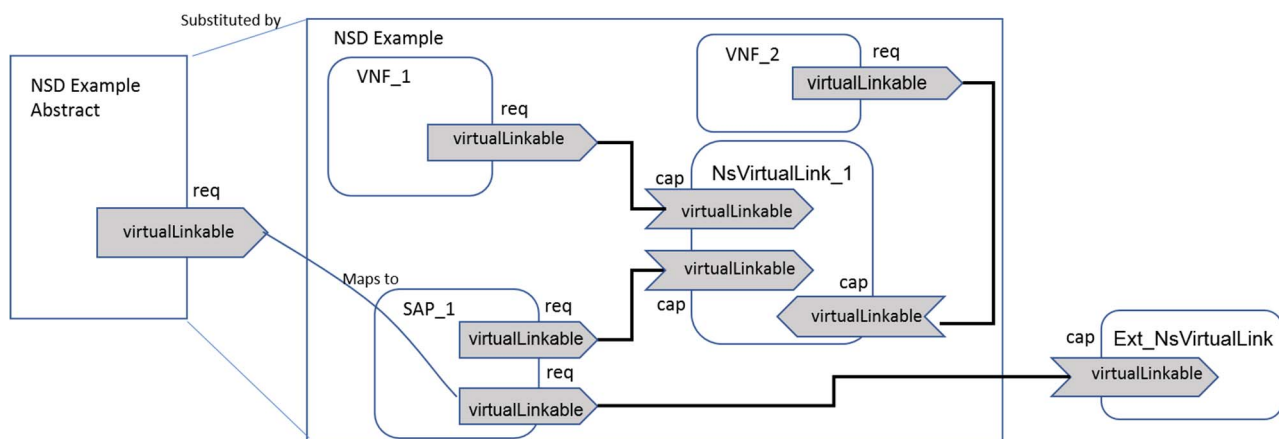 Substituted by
NSD Example
Abstract
req
virtualLinkable
NSD Example
VNF_1
req
virtualLinkable
VNF_2
req
virtualLinkable
NsVirtualLink_1
cap
virtualLinkable
virtualLinkable
cap
cap
virtualLinkable
Maps to
SAP_1
req
virtualLinkable
req
virtualLinkable
cap
Ext_NsVirtualLink
virtualLinkable